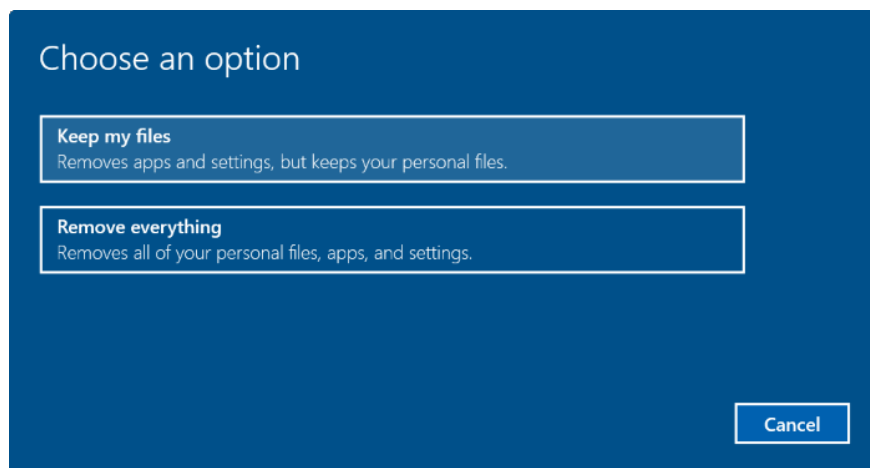 Choose an option
Keep my files
Removes apps and settings, but keeps your personal files.
Remove everything
Removes all of your personal files, apps, and settings.
Cancel